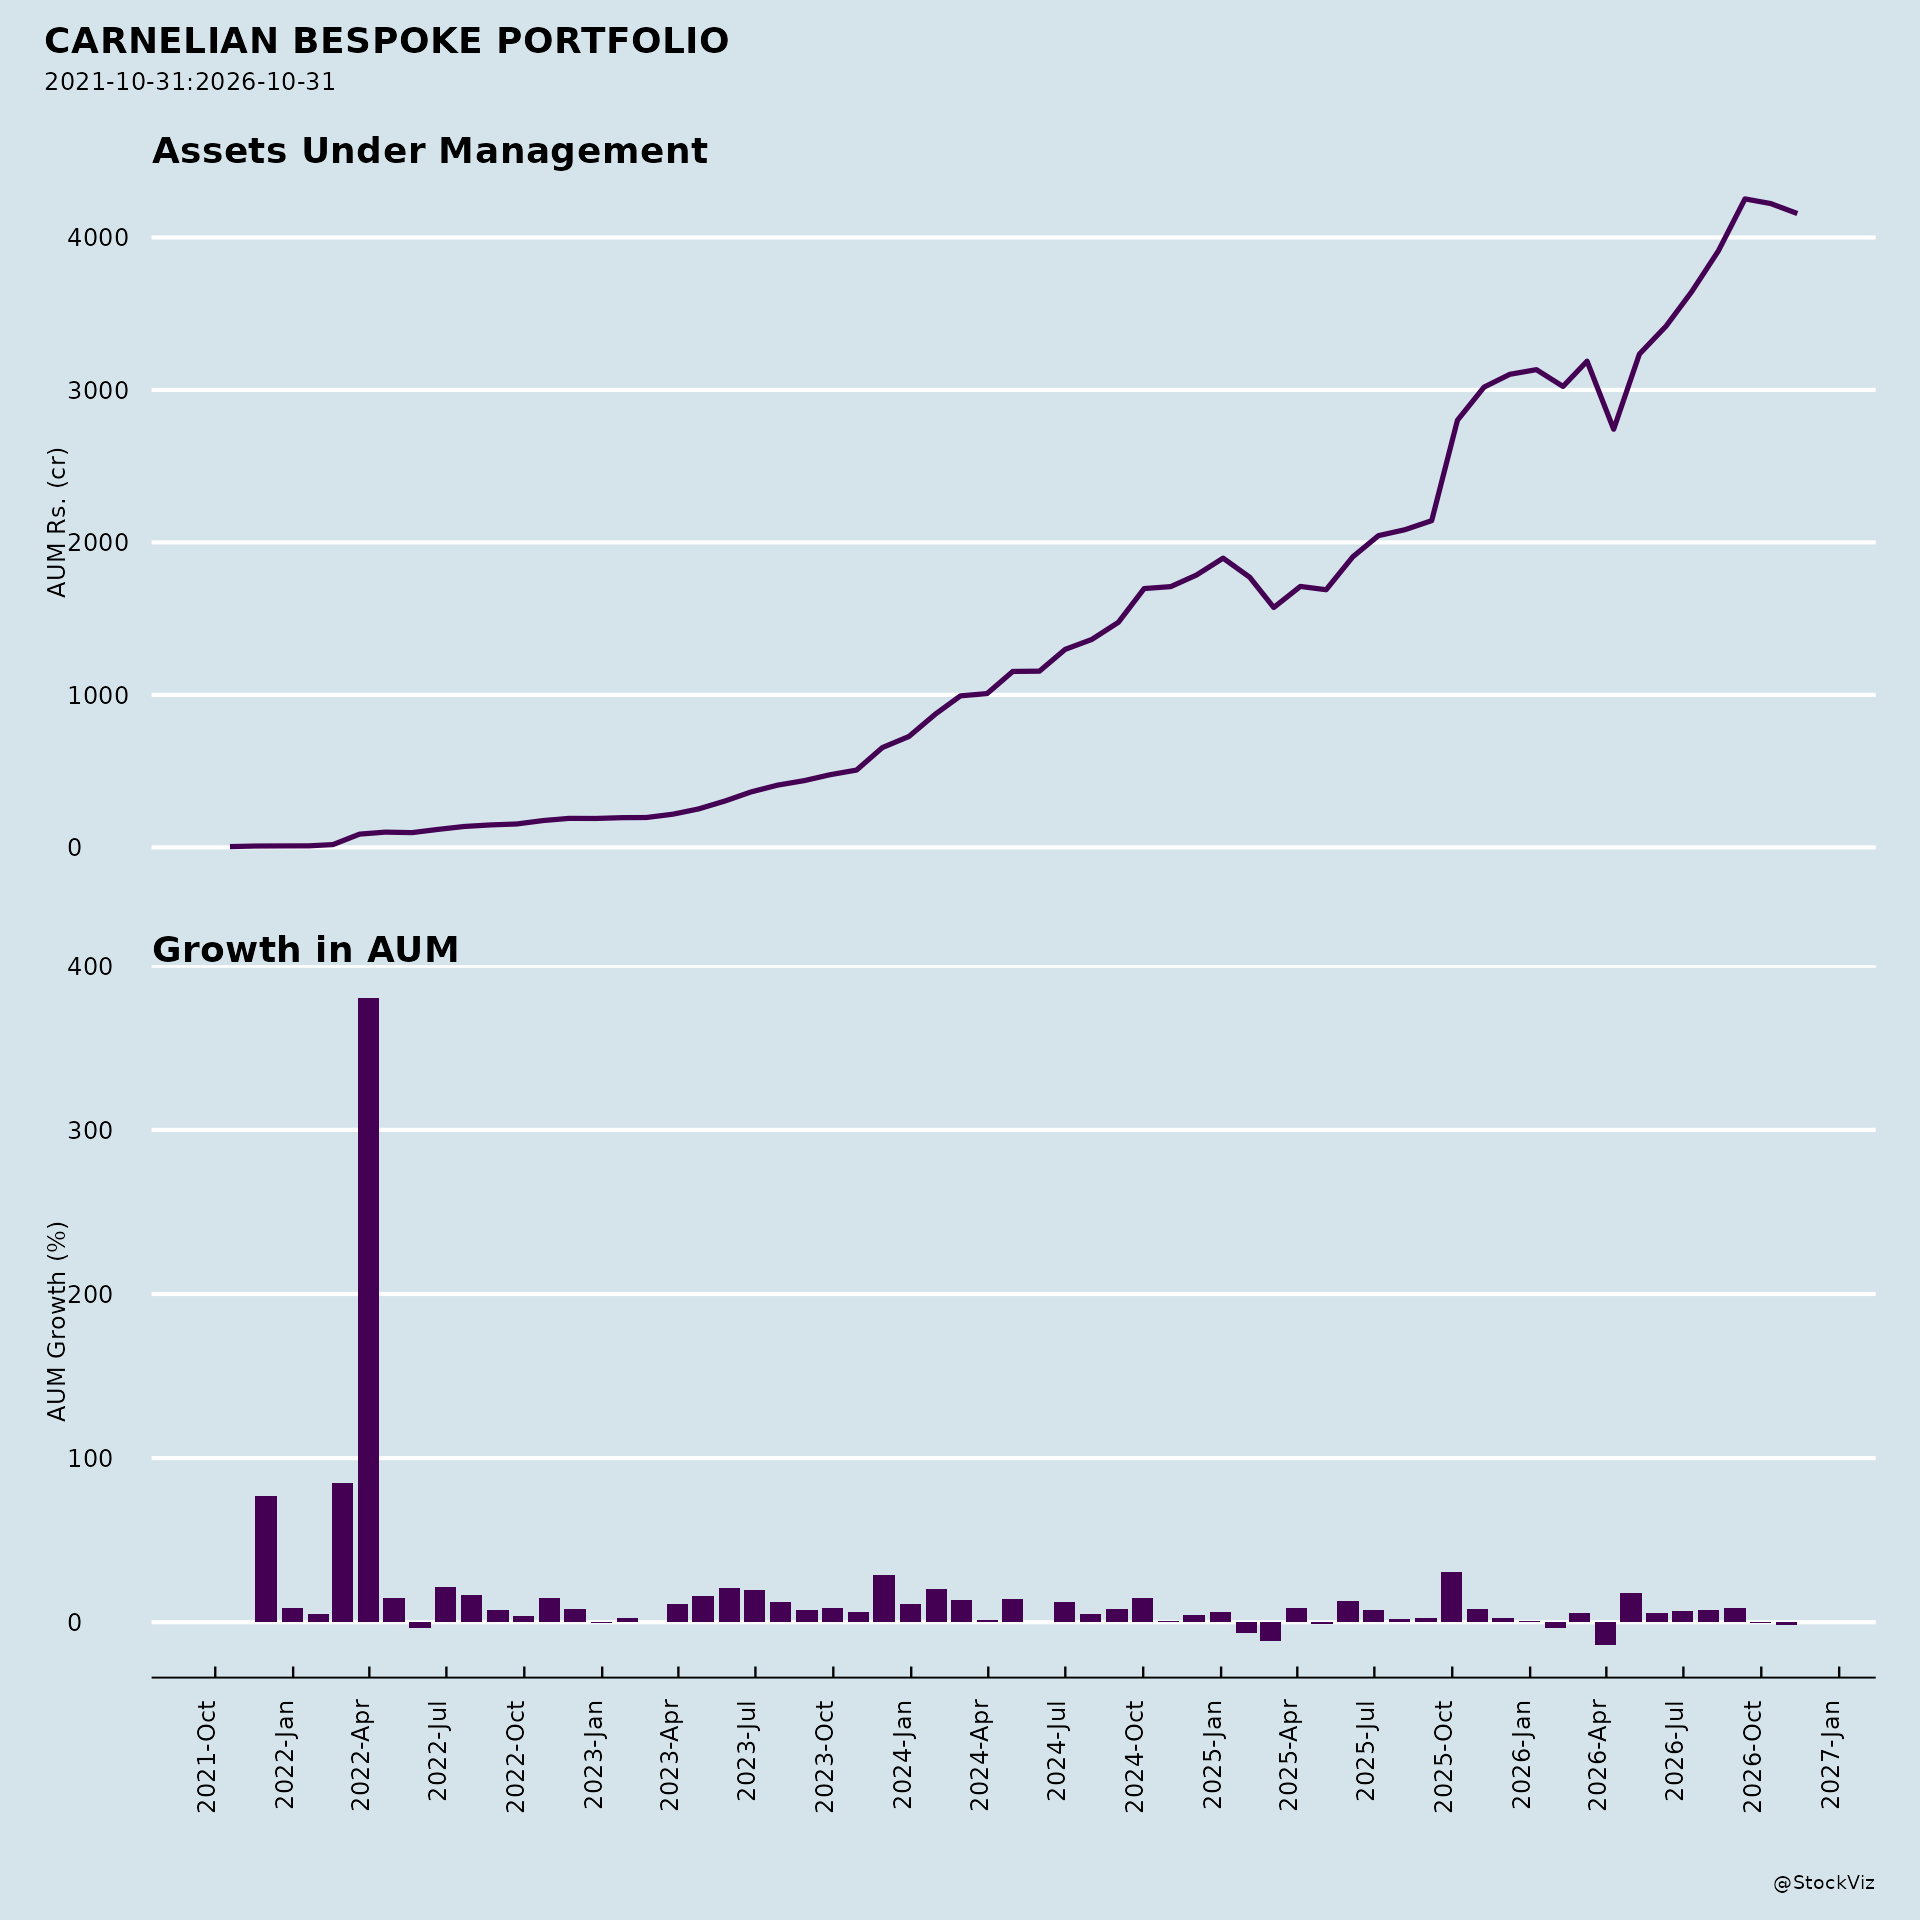 CARNELIAN BESPOKE PORTFOLIO
2021-10-31:2026-10-31
Assets Under Management
4000
3000
2000
1000
0
AUM Rs. (cr)
Growth in AUM
400
300
200
100
0
AUM Growth (%)
2021-Oct
2022-Jan
2022-Apr
2022-Jul
2022-Oct
2023-Jan
2023-Apr
2023-Jul
2023-Oct
2024-Jan
2024-Apr
2024-Jul
2024-Oct
2025-Jan
2025-Apr
2025-Jul
2025-Oct
2026-Jan
2026-Apr
2026-Jul
2026-Oct
2027-Jan
@StockViz